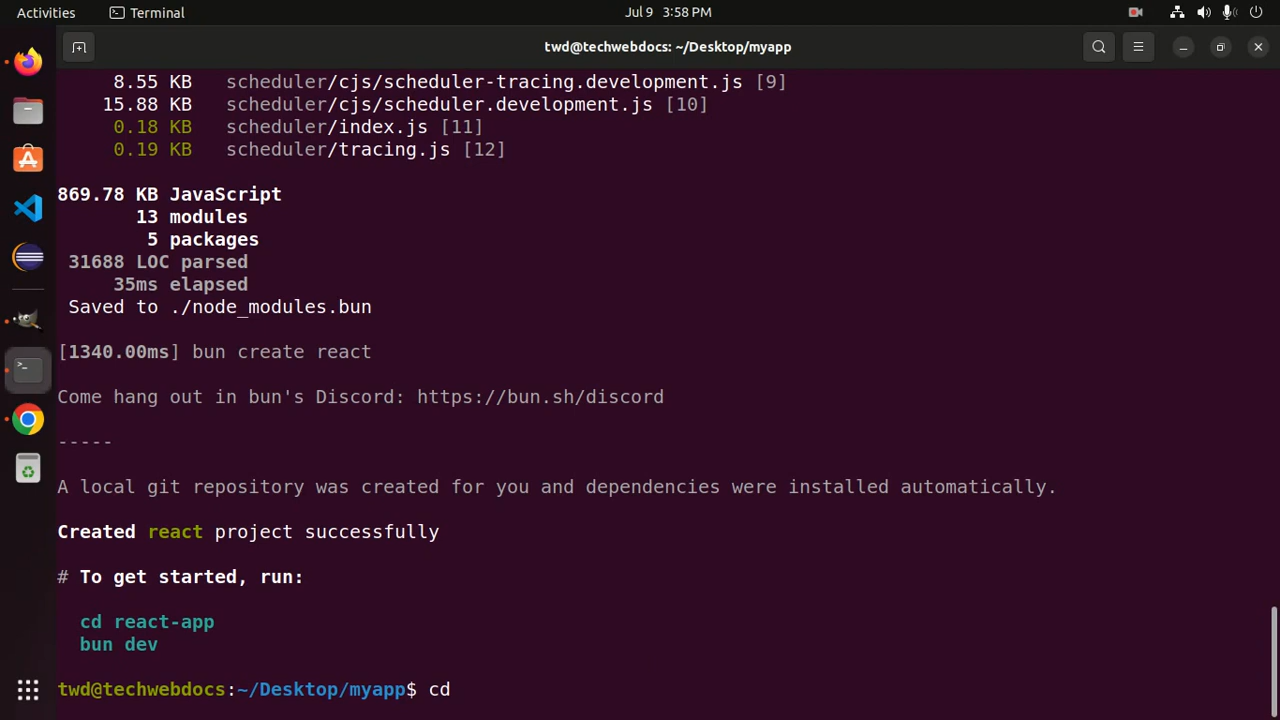 Activities
Terminal
Jul 9 3:58 PM
twd@techwebdocs: ~/Desktop/myapp
8.55 KB scheduler/cjs/scheduler-tracing.development.js [9]
15.88 KB scheduler/cjs/scheduler.development.js [10]
0.18 KB scheduler/index.js [11]
0.19 KB scheduler/tracing.js [12]
869.78 KB JavaScript
13 modules
5 packages
31688 LOC parsed
35ms elapsed
Saved to ./node_modules.bun
[1340.00ms] bun create react
Come hang out in bun's Discord: https://bun.sh/discord
-----
A local git repository was created for you and dependencies were installed automatically.
Created react project successfully
# To get started, run:
cd react-app
bun dev
twd@techwebdocs:~/Desktop/myapp$ cd